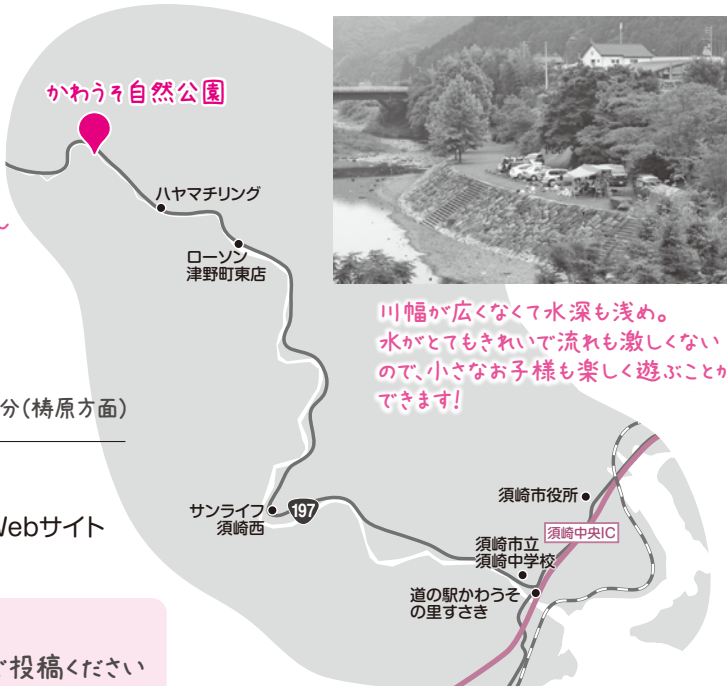 かわうそ自然公園
ハヤマチリング
ローソン
津野町東店
川幅が広くなくて水深も浅め。
水がとてもきれいで流れも激しくない
ので、小さなお子様も楽しく遊ぶことが
できます!
分(梼原方面)
サンライフ
須崎西
197
Webサイト
須崎市役所
須崎中央IC
須崎市立
須崎中学校
道の駅かわうそ
の里すさき
ご投稿ください